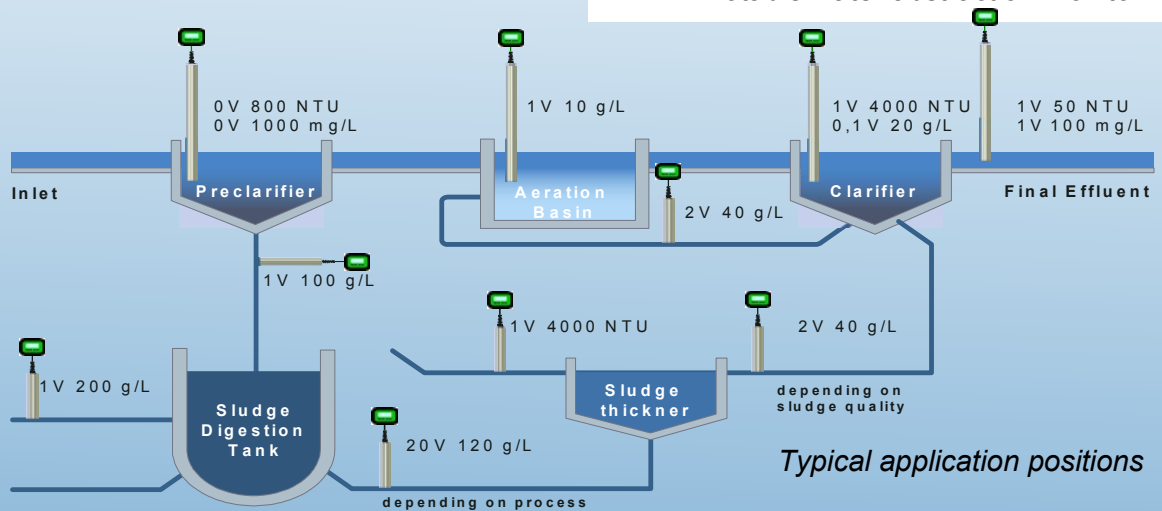 0V 800 NTU
0V 1000 mg/L
1V 10 g/L
1V 4000 NTU
0,1V 20 g/L
1V 50 NTU
1V 100 mg/L
Inlet
Preclarifier
Aeration
Basin
2V 40 g/L
Clarifier
Final Effluent
1V 100 g/L
1V 4000 NTU
2V 40 g/L
1V 200 g/L
Sludge
Digestion
Tank
Sludge
thickner
depending on
sludge quality
20V 120 g/L
depending on process
Typical application positions